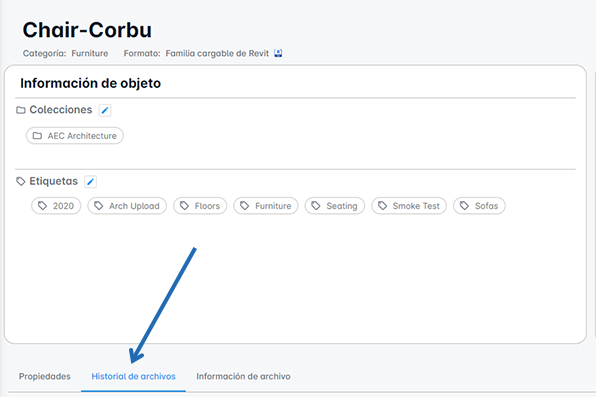 Chair-Corbu
Categoría: Furniture Formato: Familia cargable de Revit
Información de objeto
Colecciones
AEC Architecture
Etiquetas
2020 Arch Upload Floors Furniture Seating Smoke Test Sofas
Propiedades Historial de archivos Información de archivo